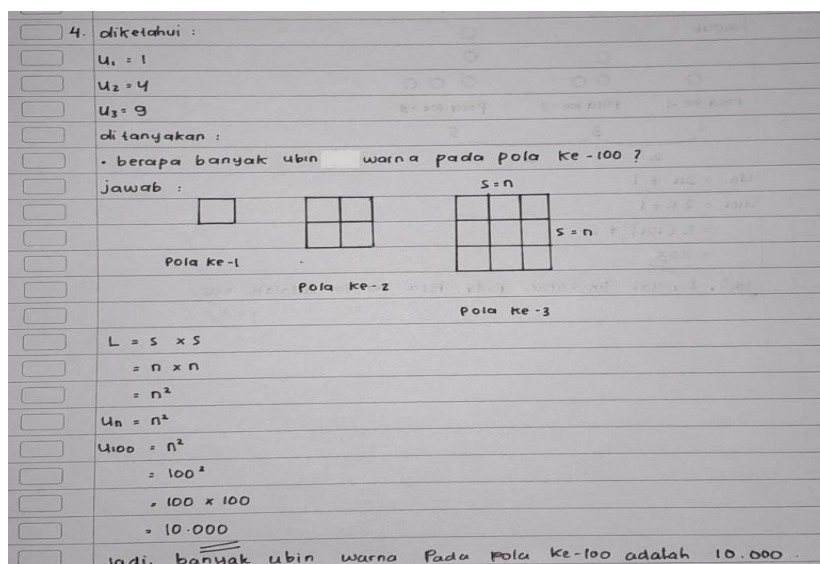 4. diketahui :
U₁ = 1
U₂ = 4
U₃ = 9
ditanyakan :
• berapa banyak ubin warna pada pola ke-100 ?
jawab :
s = n
s = n
Pola ke-1
Pola ke-2
Pola ke-3
L = s × s
= n × n
= n²
Un = n²
U100 = n²
= 100²
= 100 × 100
= 10.000
Jadi, banyak ubin warna Pada pola ke-100 adalah 10.000.